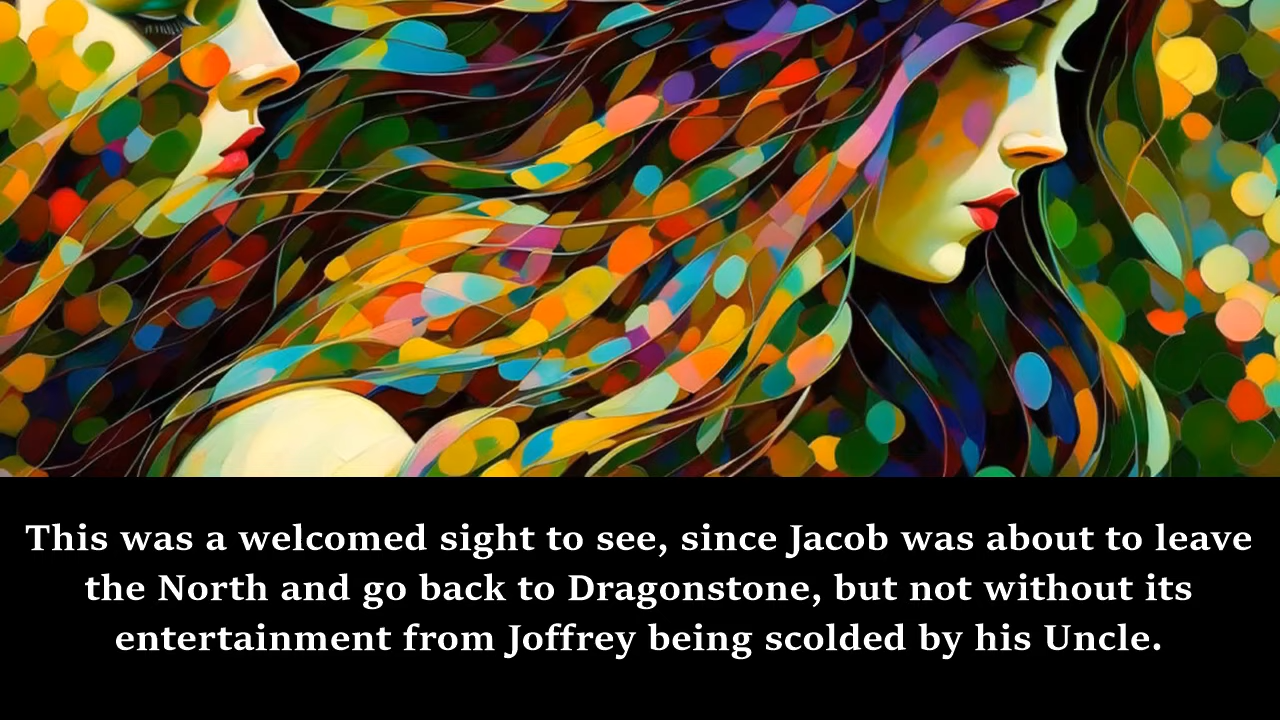 This was a welcomed sight to see, since Jacob was about to leave
the North and go back to Dragonstone, but not without its
entertainment from Joffrey being scolded by his Uncle.